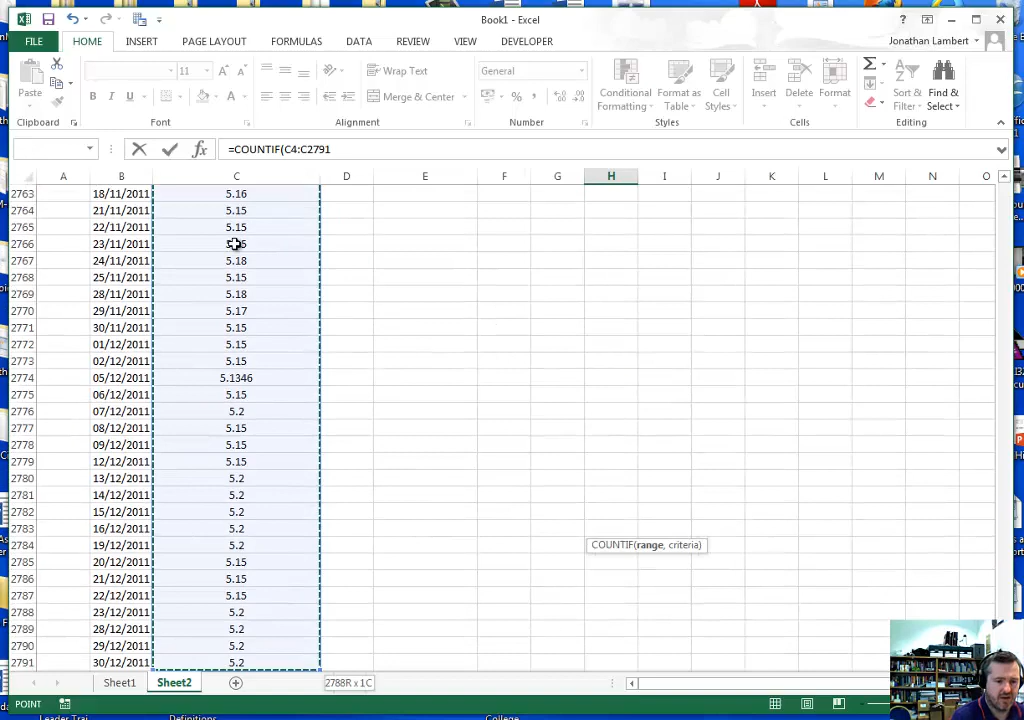 Book1 - Excel
FILE HOME INSERT PAGE LAYOUT FORMULAS DATA REVIEW VIEW DEVELOPER
Jonathan Lambert
Paste
11
Wrap Text
Merge & Center
General
Conditional Formatting
Format as Table
Cell Styles
Insert
Delete
Format
Sort & Filter
Find & Select
Clipboard Font Alignment Number Styles Cells Editing
=COUNTIF(C4:C2791
A B C D E F G H I J K L M N O
2763 18/11/2011 5.16
2764 21/11/2011 5.15
2765 22/11/2011 5.15
2766 23/11/2011
2767 24/11/2011 5.18
2768 25/11/2011 5.15
2769 28/11/2011 5.18
2770 29/11/2011 5.17
2771 30/11/2011 5.15
2772 01/12/2011 5.15
2773 02/12/2011 5.15
2774 05/12/2011 5.1346
2775 06/12/2011 5.15
2776 07/12/2011 5.2
2777 08/12/2011 5.15
2778 09/12/2011 5.15
2779 12/12/2011 5.15
2780 13/12/2011 5.2
2781 14/12/2011 5.2
2782 15/12/2011 5.2
2783 16/12/2011 5.2
2784 19/12/2011 5.2
COUNTIF(range, criteria)
2785 20/12/2011 5.15
2786 21/12/2011 5.15
2787 22/12/2011 5.15
2788 23/12/2011 5.2
2789 28/12/2011 5.2
2790 29/12/2011 5.2
2791 30/12/2011 5.2
Sheet1 Sheet2
2788R x 1C
POINT
Leader Trai
Definitions
College